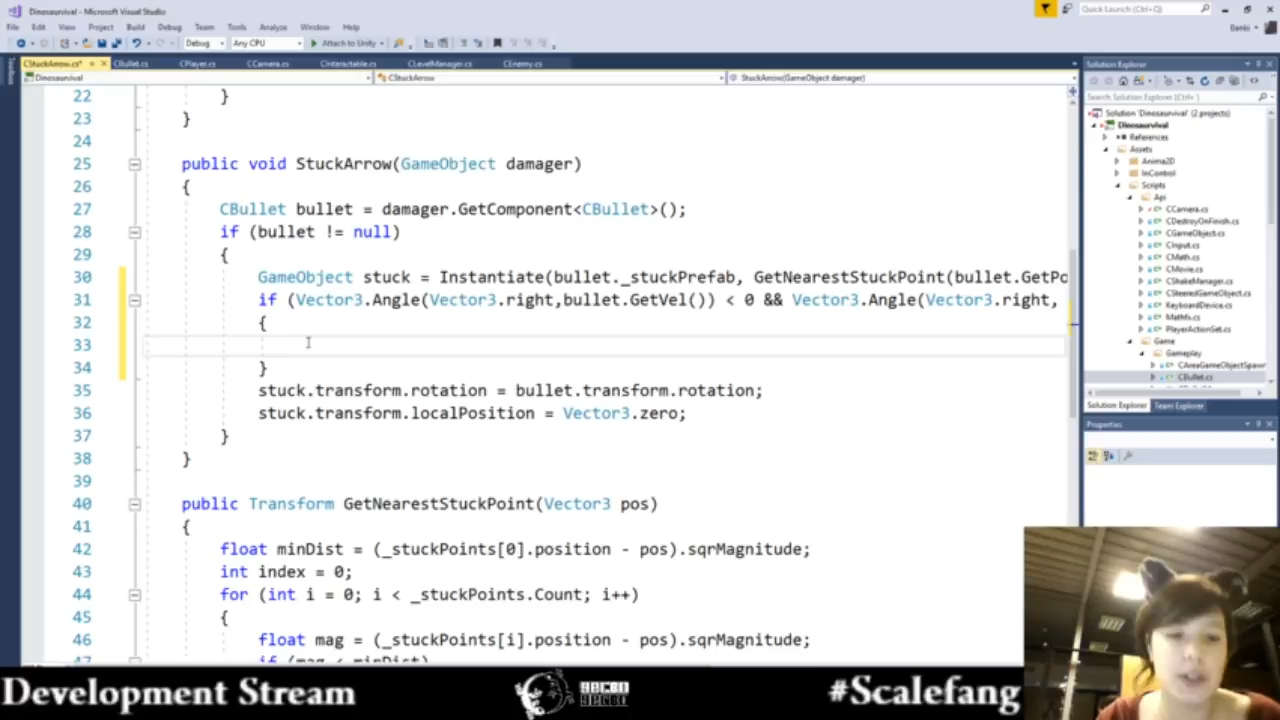 Dinosaurvival - Microsoft Visual Studio
Quick Launch (Ctrl+Q)
File Edit View Project Build Debug Team Tools Analyze Window Help
Debug Any CPU Attach to Unity
CStuckArrow.cs* CBullet.cs CPlayer.cs CCamera.cs CInteractable.cs CLevelManager.cs CEnemy.cs
Dinosaurvival CStuckArrow StuckArrow(GameObject damager)
22 }
23 }
24
25 public void StuckArrow(GameObject damager)
26 {
27 CBullet bullet = damager.GetComponent<CBullet>();
28 if (bullet != null)
29 {
30 GameObject stuck = Instantiate(bullet._stuckPrefab, GetNearestStuckPoint(bullet.GetPo
31 if (Vector3.Angle(Vector3.right,bullet.GetVel()) < 0 && Vector3.Angle(Vector3.right,
32 {
33
34 }
35 stuck.transform.rotation = bullet.transform.rotation;
36 stuck.transform.localPosition = Vector3.zero;
37 }
38 }
39
40 public Transform GetNearestStuckPoint(Vector3 pos)
41 {
42 float minDist = (_stuckPoints[0].position - pos).sqrMagnitude;
43 int index = 0;
44 for (int i = 0; i < _stuckPoints.Count; i++)
45 {
46 float mag = (_stuckPoints[i].position - pos).sqrMagnitude;
47 if (mag < minDist)
Solution Explorer
Search Solution Explorer (Ctrl+)
Solution 'Dinosaurvival' (2 projects)
Dinosaurvival
References
Assets
Anima2D
InControl
Scripts
Api
CCamera.cs
CDestroyOnFinish.cs
CGameObject.cs
CInput.cs
CMath.cs
CMovie.cs
CShakeManager.cs
CSteeredGameObject.cs
KeyboardDevice.cs
Mathfx.cs
PlayerActionSet.cs
Game
Gameplay
CAreaGameObjectSpawn
CBullet.cs
Solution Explorer Team Explorer
Properties
Development Stream
#Scalefang